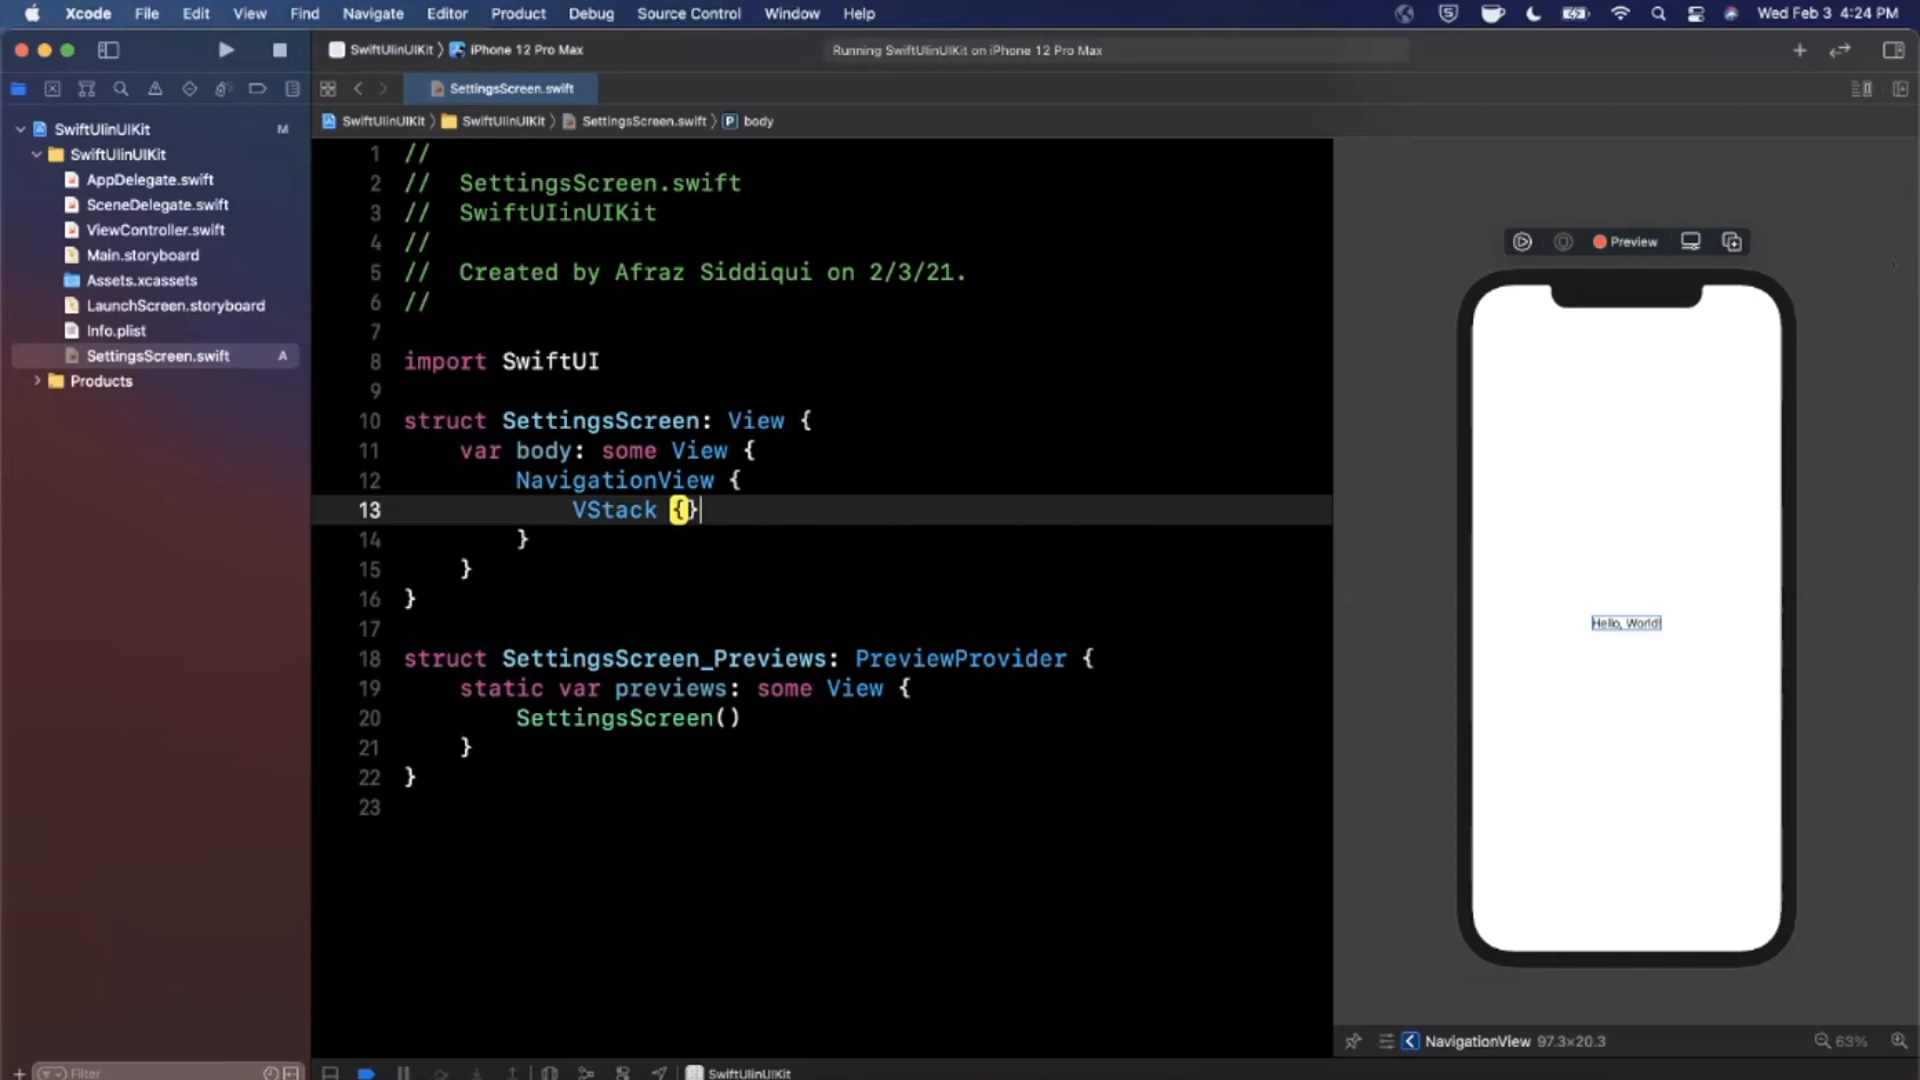 Xcode File Edit View Find Navigate Editor Product Debug Source Control Window Help
Wed Feb 3 4:24 PM
SwiftUIinUIKit iPhone 12 Pro Max
Running SwiftUIinUIKit on iPhone 12 Pro Max
SettingsScreen.swift
SwiftUIinUIKit SwiftUIinUIKit SettingsScreen.swift P body
SwiftUIinUIKit M
SwiftUIinUIKit
AppDelegate.swift
SceneDelegate.swift
ViewController.swift
Main.storyboard
Assets.xcassets
LaunchScreen.storyboard
Info.plist
SettingsScreen.swift A
Products
1 //
2 // SettingsScreen.swift
3 // SwiftUIinUIKit
4 //
5 // Created by Afraz Siddiqui on 2/3/21.
6 //
7
8 import SwiftUI
9
10 struct SettingsScreen: View {
11 var body: some View {
12 NavigationView {
13 VStack {}
14 }
15 }
16 }
17
18 struct SettingsScreen_Previews: PreviewProvider {
19 static var previews: some View {
20 SettingsScreen()
21 }
22 }
23
Preview
Hello, World!
NavigationView 97.3×20.3
63%
Filter
SwiftUIinUIKit